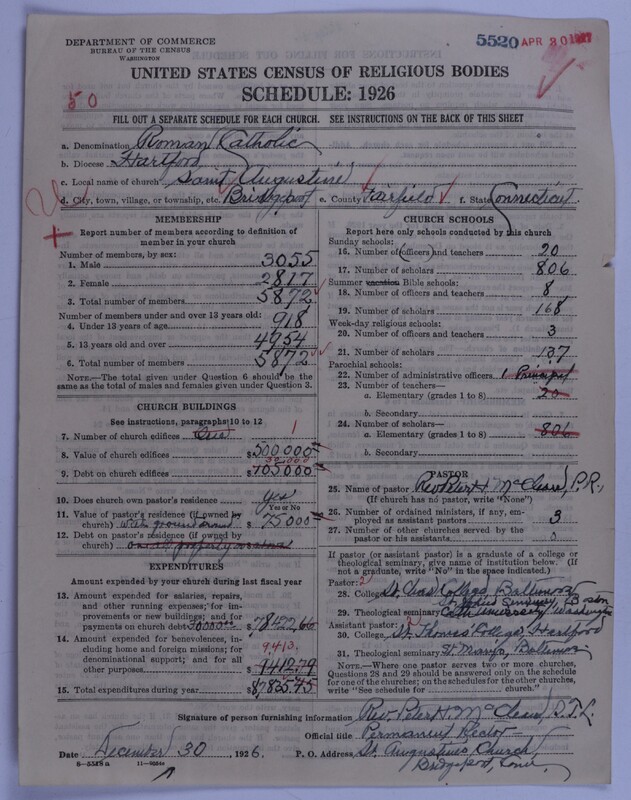 DEPARTMENT OF COMMERCE
BUREAU OF THE CENSUS
WASHINGTON
5520 APR 30
UNITED STATES CENSUS OF RELIGIOUS BODIES
SCHEDULE: 1926
50
FILL OUT A SEPARATE SCHEDULE FOR EACH CHURCH. SEE INSTRUCTIONS ON THE BACK OF THIS SHEET
a. Denomination Roman Catholic
b. Diocese Hartford
c. Local name of church Saint Augustine
d. City, town, village, or township, etc. Bridgeport e. County Fairfield f. State Connecticut
MEMBERSHIP
Report number of members according to definition of member in your church
Number of members, by sex:
1. Male 3055
2. Female 2817
3. Total number of members 5872
Number of members under and over 13 years old:
4. Under 13 years of age 918
5. 13 years old and over 4954
6. Total number of members 5872
NOTE.—The total given under Question 6 should be the same as the total of males and females given under Question 3.
CHURCH BUILDINGS
See instructions, paragraphs 10 to 12
7. Number of church edifices One 1
8. Value of church edifices $500000
9. Debt on church edifices $105000
10. Does church own pastor's residence? Yes
Yes or No
11. Value of pastor's residence (if owned by church) with ground around $75000
12. Debt on pastor's residence (if owned by church)
EXPENDITURES
Amount expended by your church during last fiscal year
13. Amount expended for salaries, repairs, and other running expenses; for improvements or new buildings; and for payments on church debt
14. Amount expended for benevolences, including home and foreign missions; for denominational support; and for all other purposes 9413. $9412.79
15. Total expenditures during year $
CHURCH SCHOOLS
Report here only schools conducted by this church
Sunday schools:
16. Number of (officers) and teachers 20
17. Number of scholars 806
Summer vacation Bible schools:
18. Number of officers and teachers 8
19. Number of scholars 168
Week-day religious schools:
20. Number of officers and teachers 3
21. Number of scholars 137
Parochial schools:
22. Number of administrative officers 1 Principal
23. Number of teachers—
a. Elementary (grades 1 to 8) 20
b. Secondary
24. Number of scholars—
a. Elementary (grades 1 to 8) 806
b. Secondary
PASTOR
25. Name of pastor Rev. Peter H. McClean, P.R.
(If church has no pastor, write "None")
26. Number of ordained ministers, if any, employed as assistant pastors 3
27. Number of other churches served by the pastor or his assistants 0
If pastor (or assistant pastor) is a graduate of a college or theological seminary, give name of institution below. (If not a graduate, write "No" in the space indicated.)
Pastor: 2
28. College St. Chas. College, Baltimore
29. Theological seminary Boston Cath University, Washington
Assistant pastor: 2
30. College St. Thomas College, Hartford
31. Theological seminary St. Marys, Baltimore
NOTE.—Where one pastor serves two or more churches, Questions 28 and 29 should be answered only on the schedule for one of the churches; on the schedules for the other churches, write "See schedule for church."
Signature of person furnishing information Rev. Peter H. McClean, S.T.L.
Official title Permanent Rector
Date December 30 1926. P. O. Address St. Augustine Church
Bridgeport, Conn.